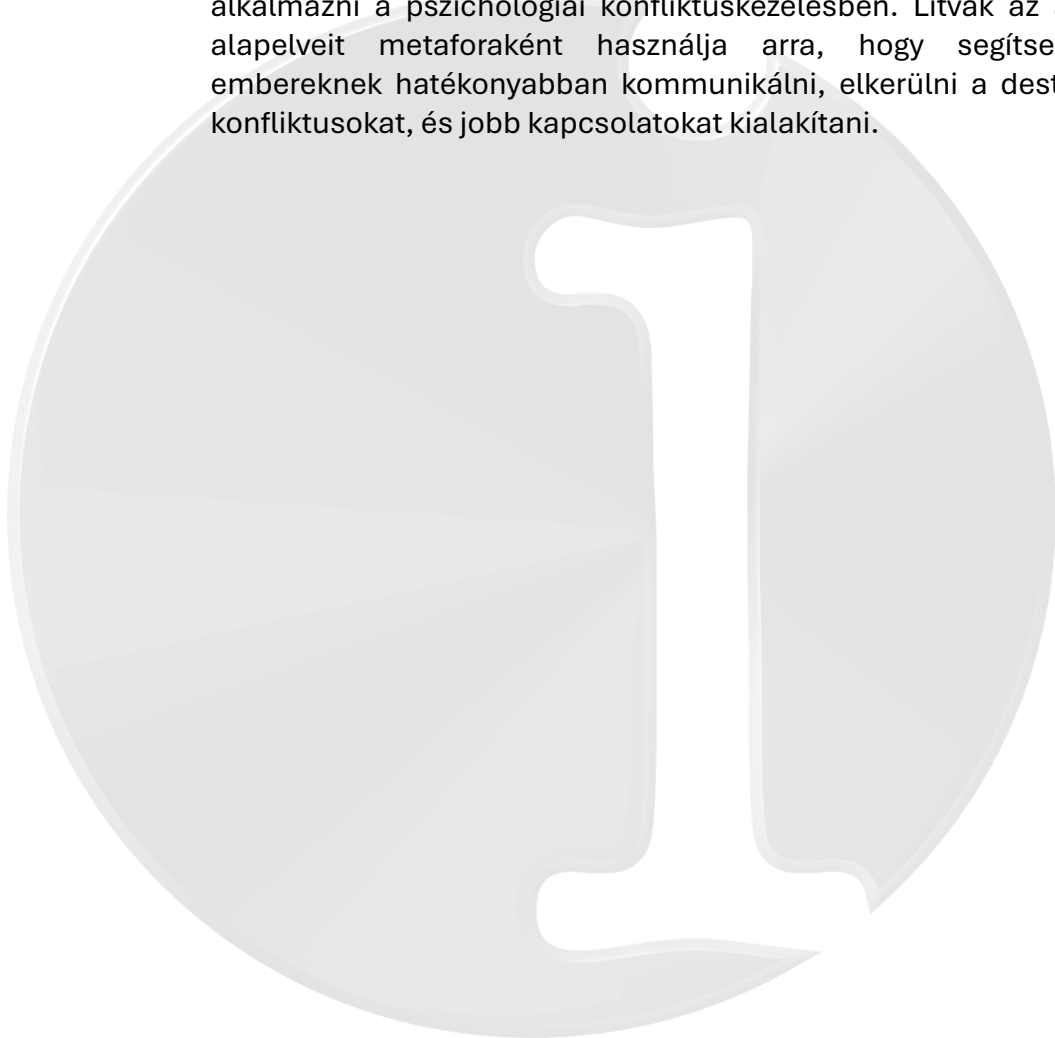 alkalmazni a pszichológiai konfliktuskezelésben. Litvak az
alapelveit metaforaként használja arra, hogy
embereknek hatékonyabban kommunikálni, elkerülni a
konfliktusokat, és jobb kapcsolatokat kialakítani.